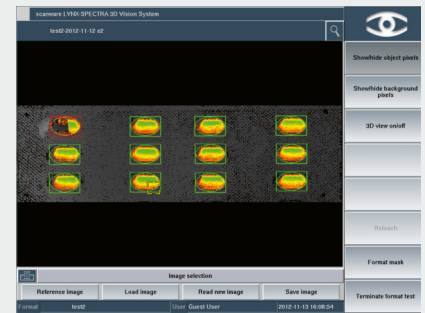 scanware LYNX-SPECTRA 3D Vision System
test2-2012-11-12 e2
Show/hide object pixels
Show/hide background
pixels
3D view on/off
Reteach
Format mask
Terminate format test
Image selection
Reference image
Load image
Read new image
Save image
Format test2 User Guest User 2012-11-13 16:08:54